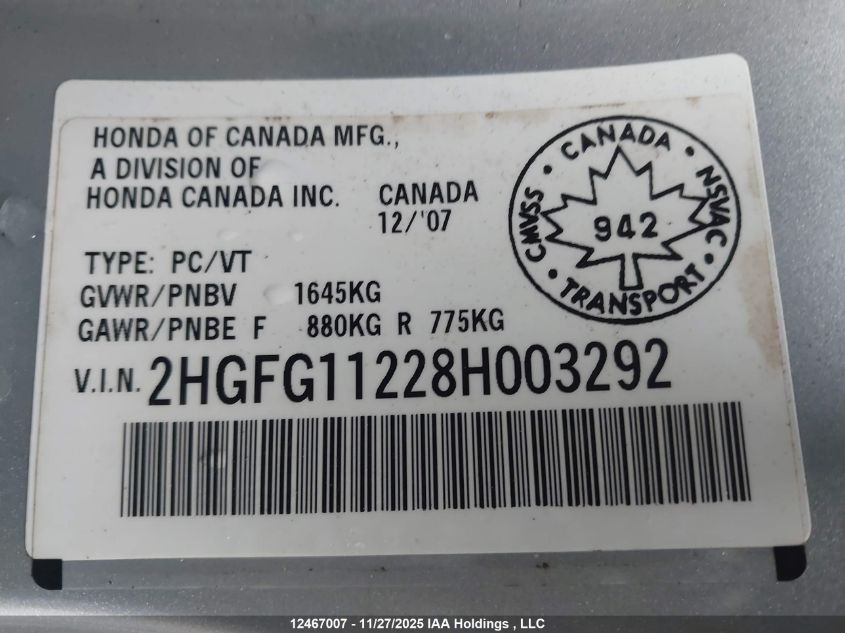 HONDA OF CANADA MFG.,
A DIVISION OF
HONDA CANADA INC. CANADA
12/'07
TYPE: PC/VT
GVWR/PNBV 1645KG
GAWR/PNBE F 880KG R 775KG
V.I.N. 2HGFG11228H003292
CMVSS • CANADA • NSVAC • TRANSPORT •
942
12467007 - 11/27/2025 IAA Holdings , LLC